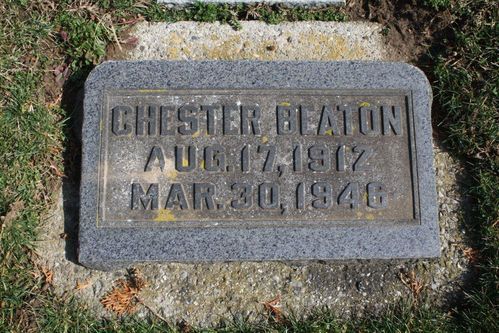 CHESTER BEATON
AUG. 17, 1917
MAR. 30, 1946